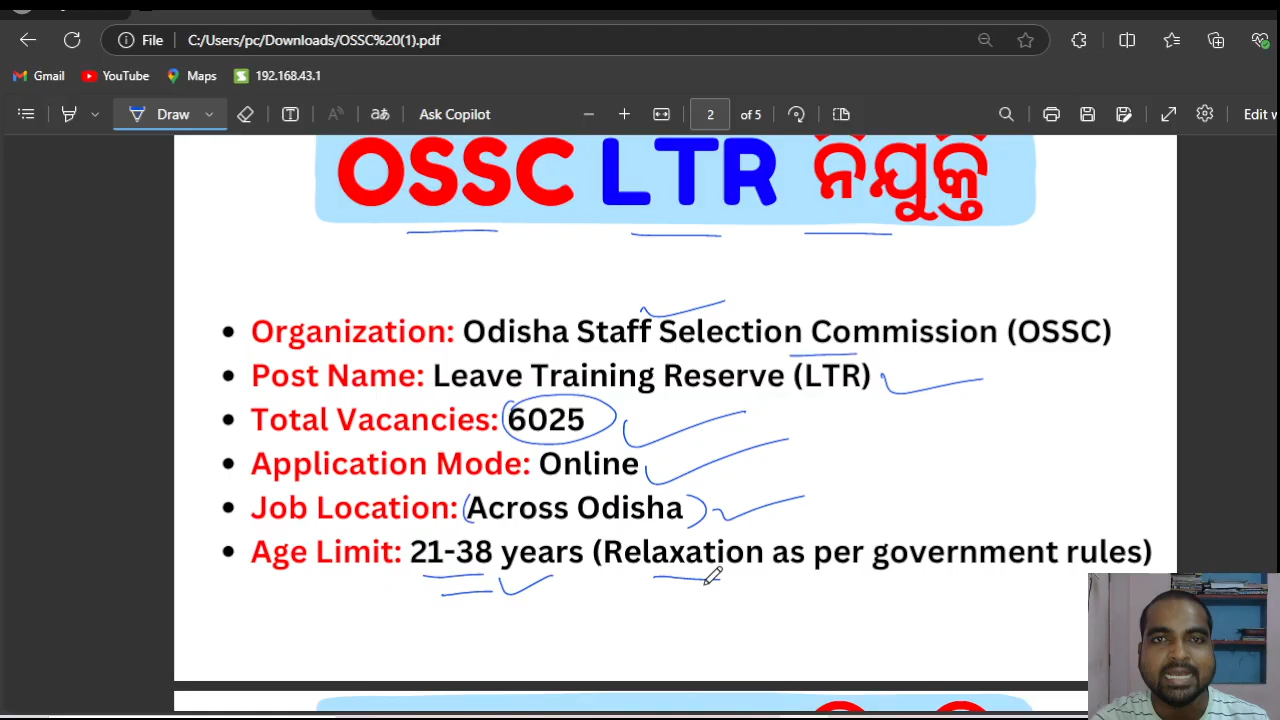 File C:/Users/pc/Downloads/OSSC%20(1).pdf
Gmail YouTube Maps 192.168.43.1
Draw Ask Copilot 2 of 5 Edit
OSSC LTR ନିଯୁକ୍ତି
• Organization: Odisha Staff Selection Commission (OSSC)
• Post Name: Leave Training Reserve (LTR)
• Total Vacancies: 6025
• Application Mode: Online
• Job Location: (Across Odisha)
• Age Limit: 21-38 years (Relaxation as per government rules)